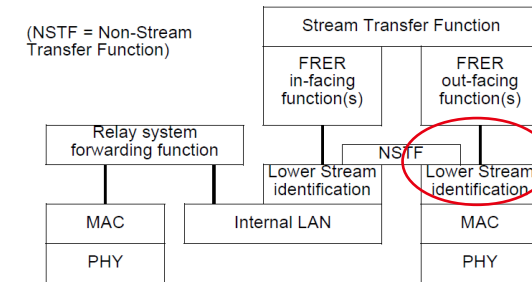 (NSTF = Non-Stream
Transfer Function)
Stream Transfer Function
FRER
in-facing
function(s)
FRER
out-facing
function(s)
Relay system
forwarding function
NSTF
Lower Stream
identification
Lower Stream
identification
MAC
Internal LAN
MAC
PHY
PHY